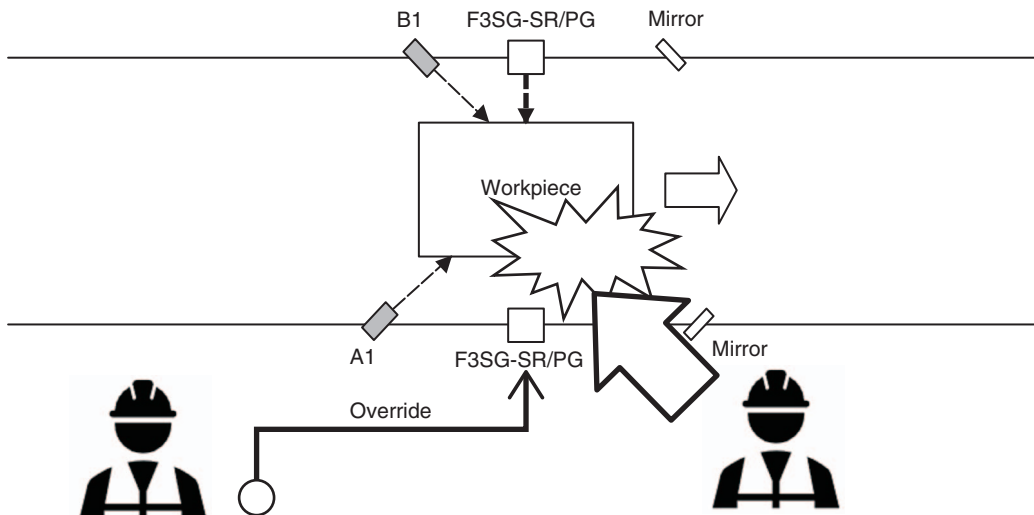 B1
F3SG-SR/PG
Mirror
Workpiece
A1
F3SG-SR/PG
Mirror
Override